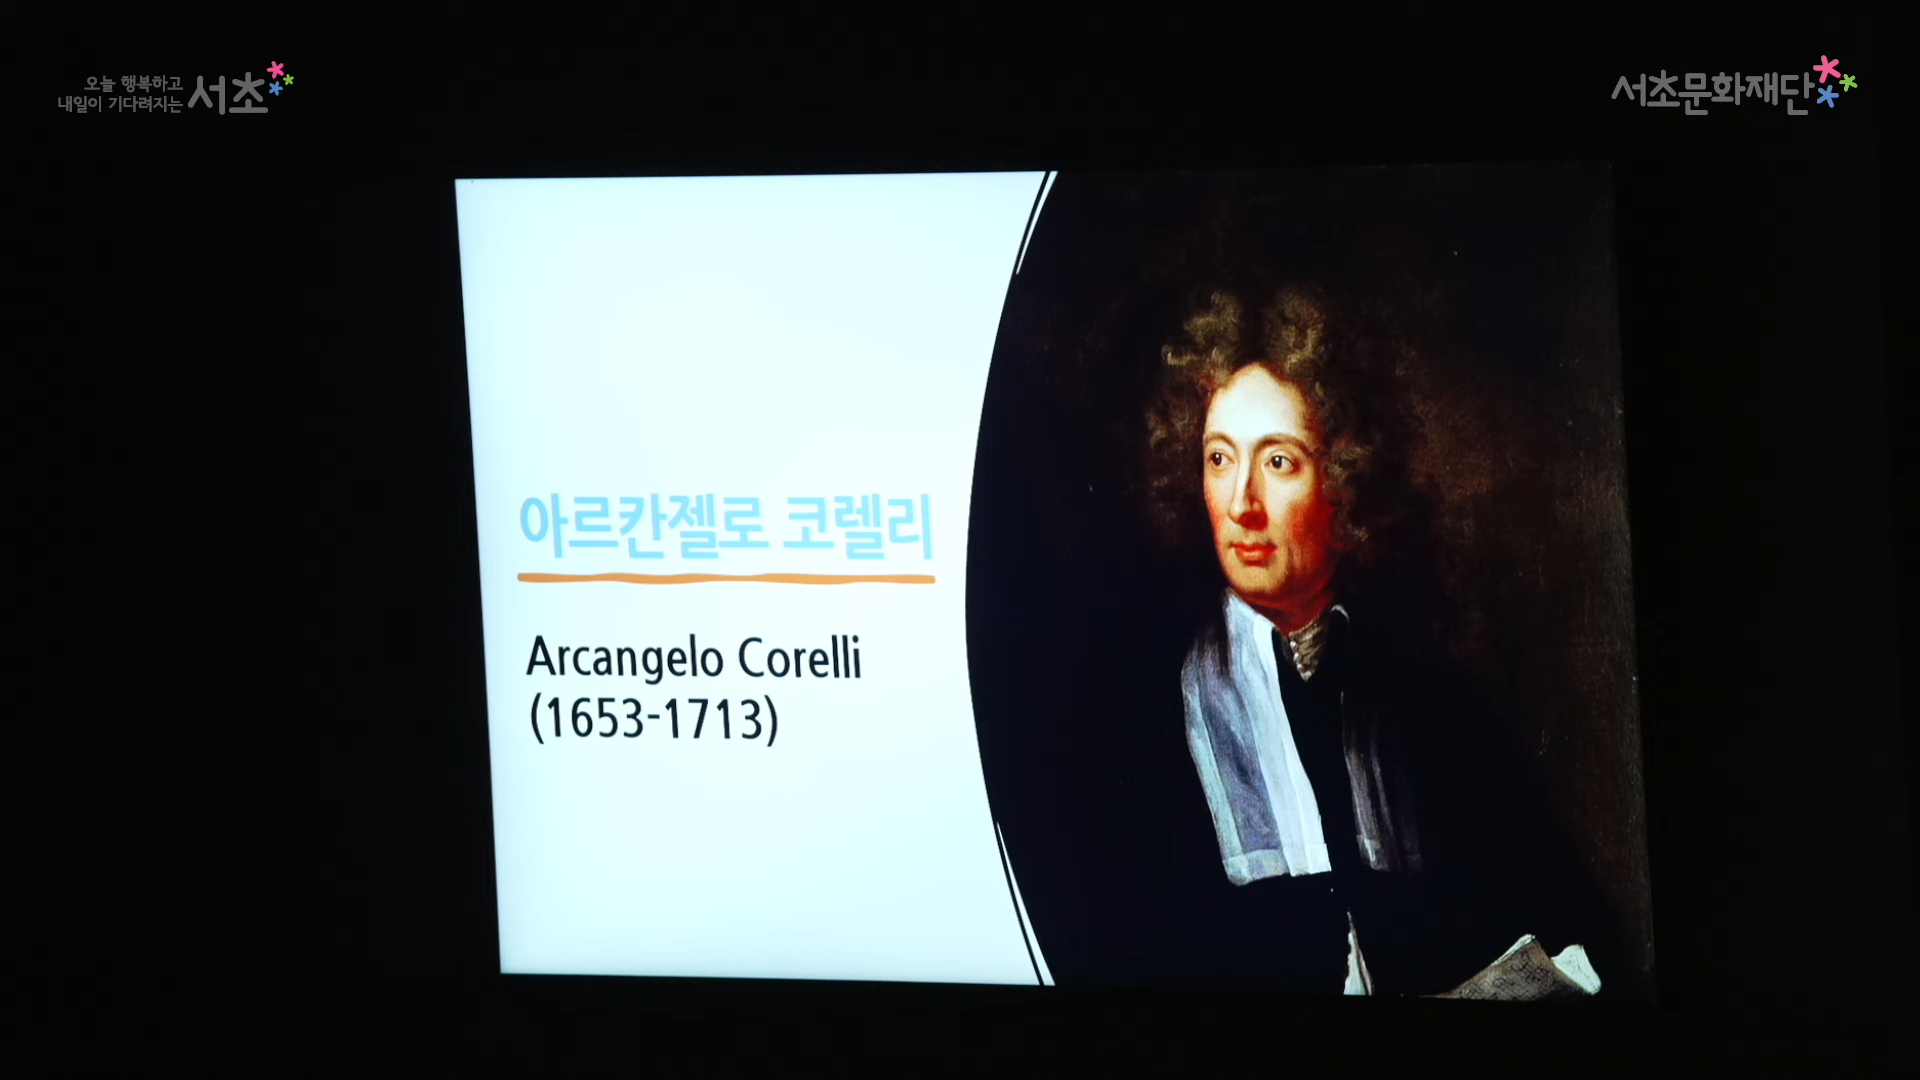 오늘 행복하고
내일이 기다려지는 서초
서초문화재단
아르칸젤로 코렐리
Arcangelo Corelli
(1653-1713)